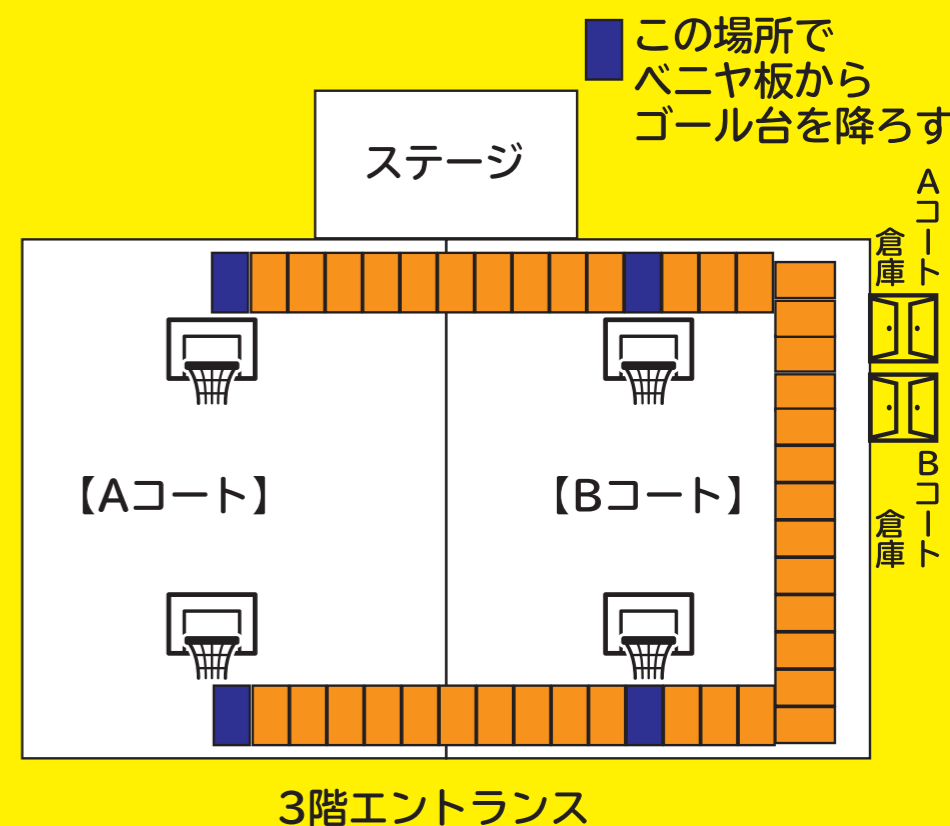 この場所で
ベニヤ板から
ゴール台を降ろす
ステージ
Aコート
倉庫
【Aコート】
【Bコート】
Bコート
倉庫
3階エントランス